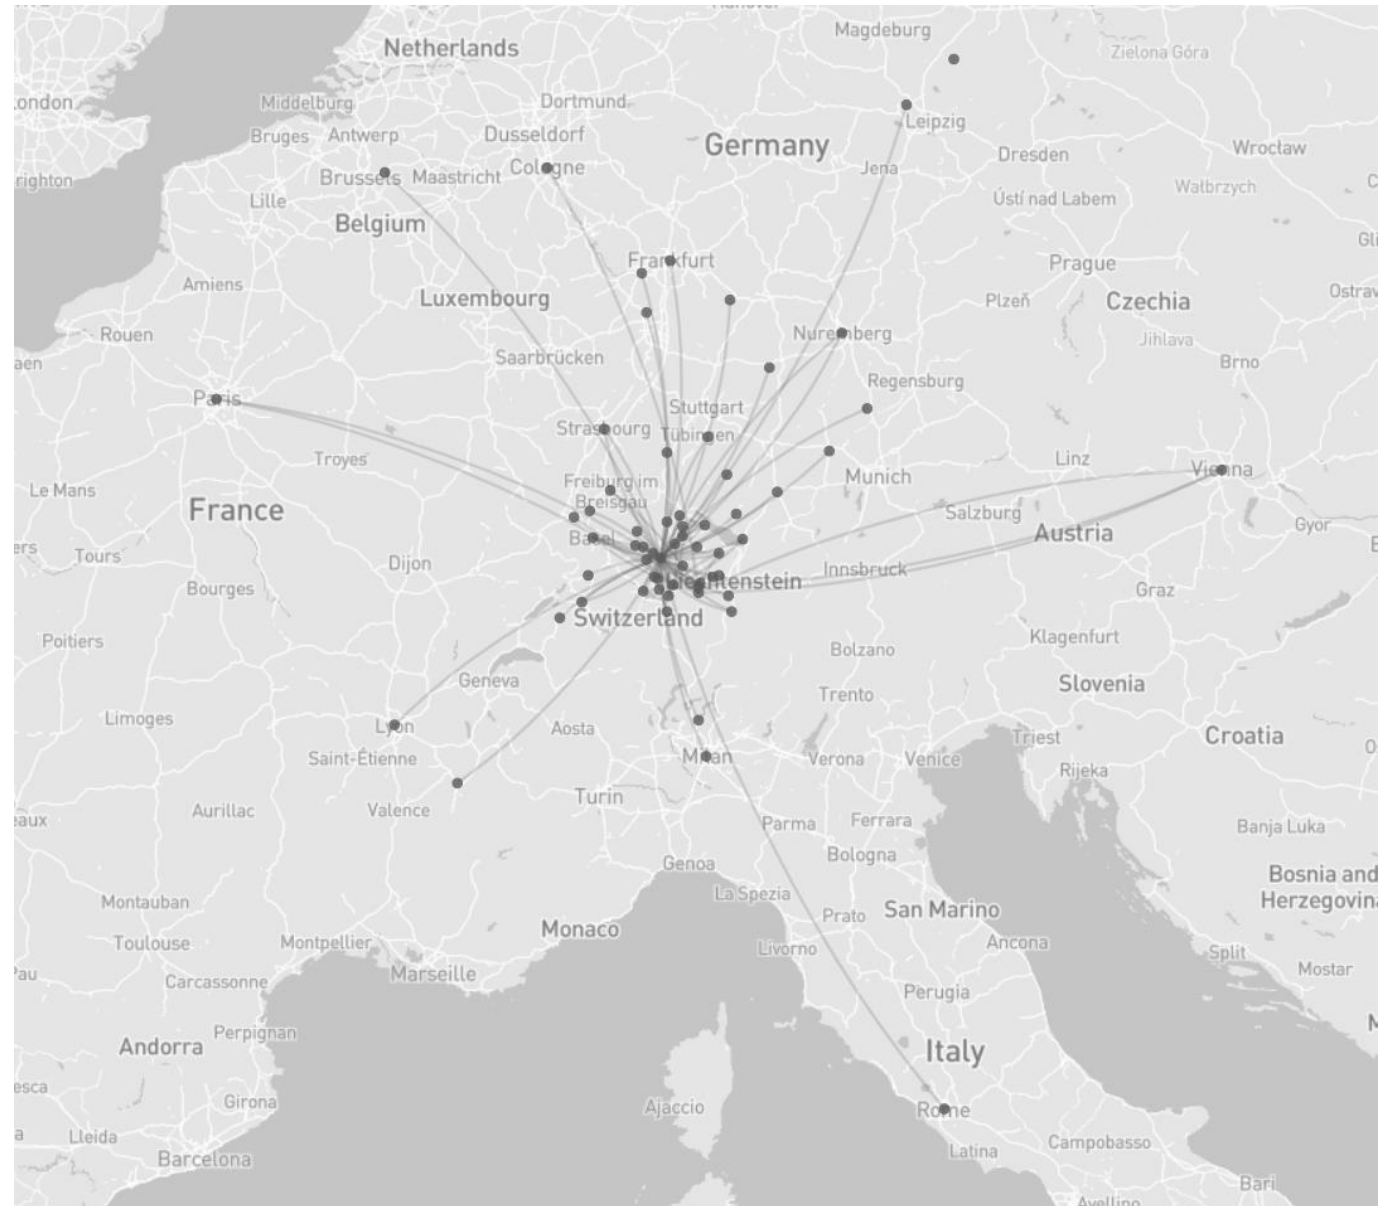 Netherlands
Magdeburg
Zielona Góra
Middelburg
Dortmund
Bruges
Antwerp
Dusseldorf
Leipzig
Germany
Dresden
Wrocław
Brussels
Maastricht
Cologne
Jena
Wałbrzych
Lille
Ústí nad Labem
Belgium
Frankfurt
Prague
Amiens
Luxembourg
Plzeň
Czechia
Rouen
Nuremberg
Jihlava
Saarbrücken
Brno
Paris
Regensburg
Stuttgart
Strasbourg
Tübingen
Troyes
Linz
Vienna
Le Mans
Freiburg im
Breisgau
Munich
France
Salzburg
Gyor
Basel
Austria
Tours
Dijon
Innsbruck
Bourges
Liechtenstein
Graz
Switzerland
Poitiers
Klagenfurt
Bolzano
Geneva
Slovenia
Trento
Limoges
Lyon
Aosta
Triest
Croatia
Saint-Étienne
Milan
Verona
Venice
Rijeka
Turin
Aurillac
Valence
Parma
Ferrara
Banja Luka
Genoa
Bologna
Bosnia and
La Spezia
Montauban
Prato
San Marino
Monaco
Toulouse
Montpellier
Livorno
Ancona
Split
Marseille
Mostar
Carcassonne
Perugia
Perpignan
Andorra
Italy
Girona
Ajaccio
Rome
Lleida
Latina
Campobasso
Barcelona
Bari